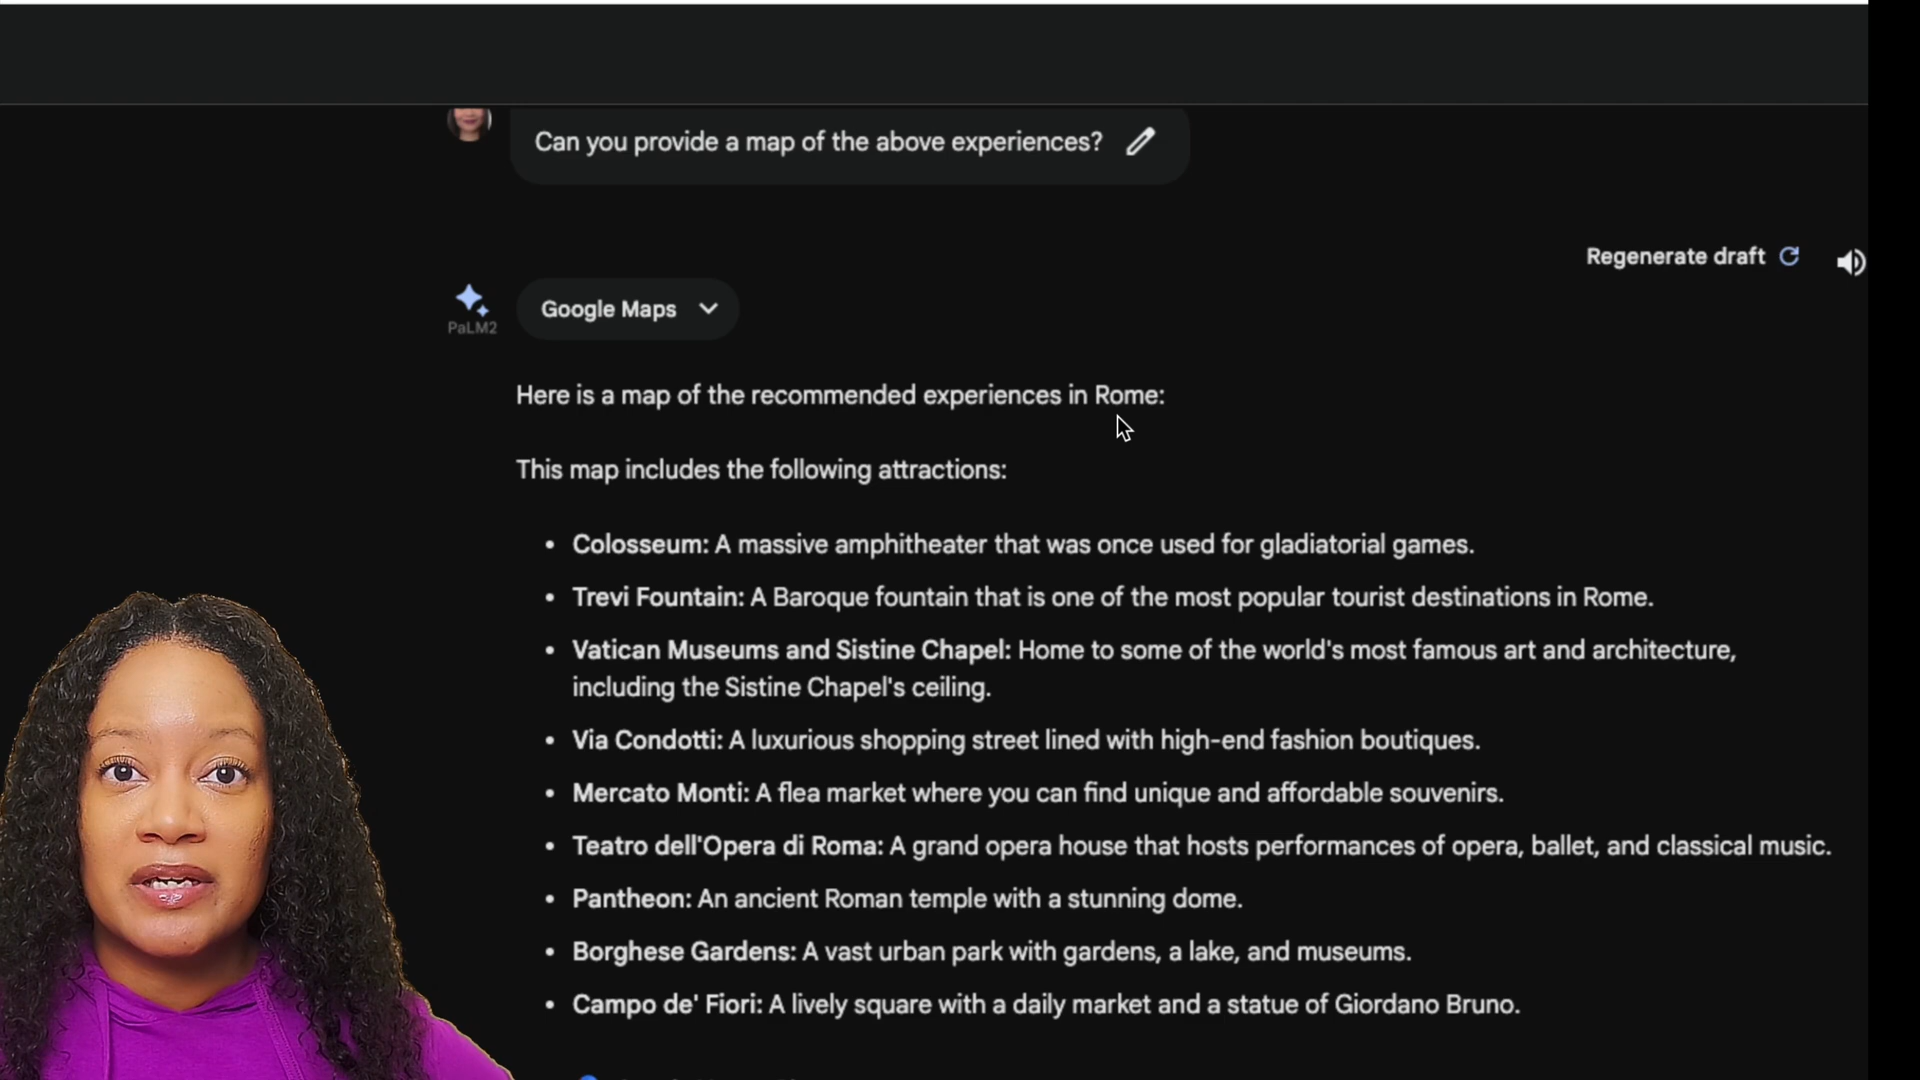 Can you provide a map of the above experiences?
Regenerate draft
PaLM2
Google Maps
Here is a map of the recommended experiences in Rome:
This map includes the following attractions:
• Colosseum: A massive amphitheater that was once used for gladiatorial games.
• Trevi Fountain: A Baroque fountain that is one of the most popular tourist destinations in Rome.
• Vatican Museums and Sistine Chapel: Home to some of the world's most famous art and architecture,
including the Sistine Chapel's ceiling.
• Via Condotti: A luxurious shopping street lined with high-end fashion boutiques.
• Mercato Monti: A flea market where you can find unique and affordable souvenirs.
• Teatro dell'Opera di Roma: A grand opera house that hosts performances of opera, ballet, and classical music.
• Pantheon: An ancient Roman temple with a stunning dome.
• Borghese Gardens: A vast urban park with gardens, a lake, and museums.
• Campo de' Fiori: A lively square with a daily market and a statue of Giordano Bruno.